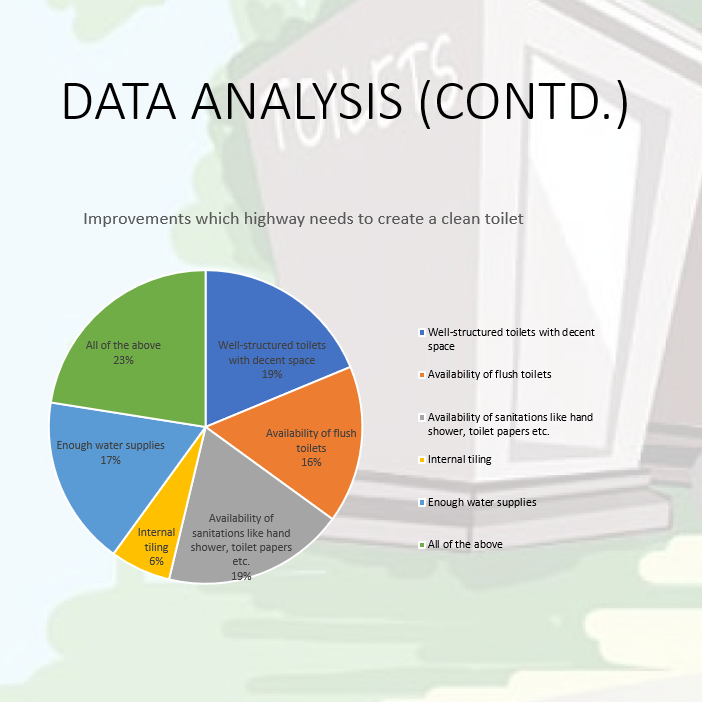 TOILETS
DATA ANALYSIS (CONTD.)
Improvements which highway needs to create a clean toilet
All of the above
23%
Well-structured toilets
with decent space
19%
Availability of flush
toilets
16%
Enough water supplies
17%
Internal
tiling
6%
Availability of
sanitations like hand
shower, toilet papers
etc.
19%
Well-structured toilets with decent
space
Availability of flush toilets
Availability of sanitations like hand
shower, toilet papers etc.
Internal tiling
Enough water supplies
All of the above